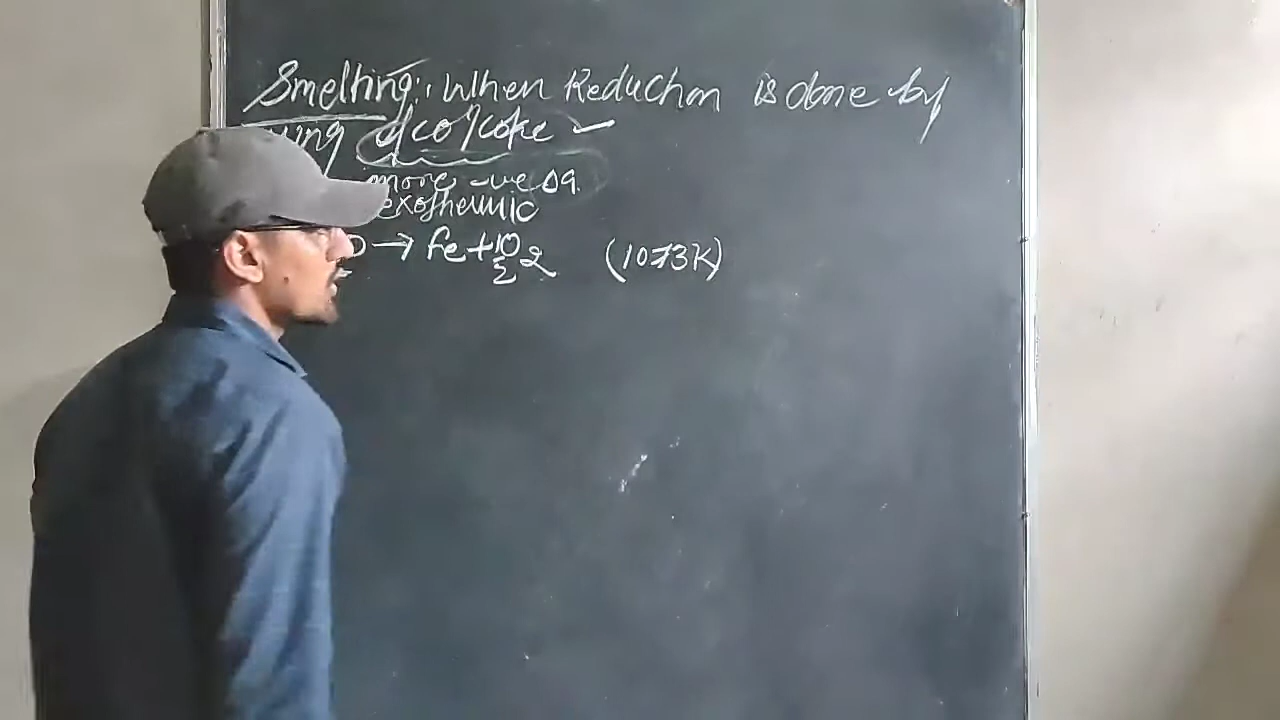 Smelting:. When Reduction is done by
using C/CO/coke
more -ve ΔG
exothermic
O → Fe + 1/2 O2 (1073K)